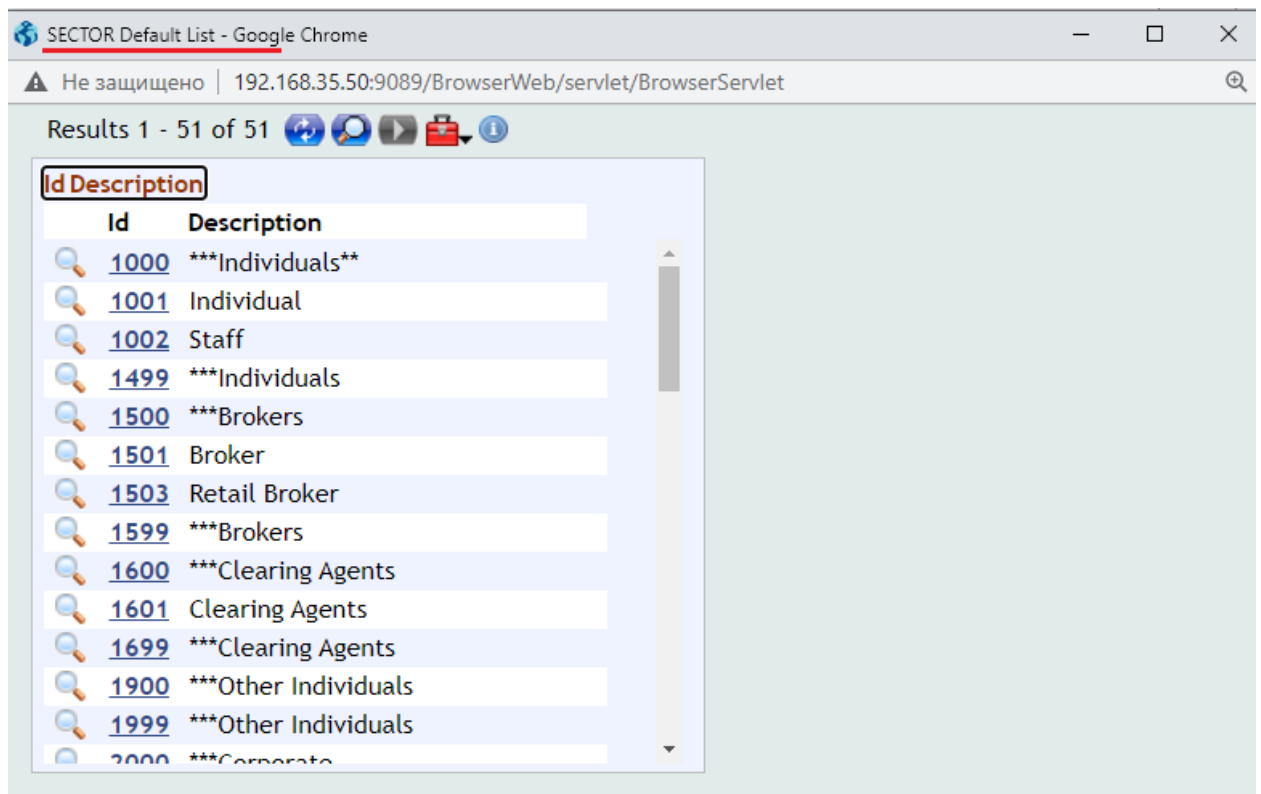 SECTOR Default List - Google Chrome
Не защищено | 192.168.35.50:9089/BrowserWeb/servlet/BrowserServlet
Results 1 - 51 of 51
Id Description
Id Description
1000 ***Individuals**
1001 Individual
1002 Staff
1499 ***Individuals
1500 ***Brokers
1501 Broker
1503 Retail Broker
1599 ***Brokers
1600 ***Clearing Agents
1601 Clearing Agents
1699 ***Clearing Agents
1900 ***Other Individuals
1999 ***Other Individuals
2000 ***Corporate